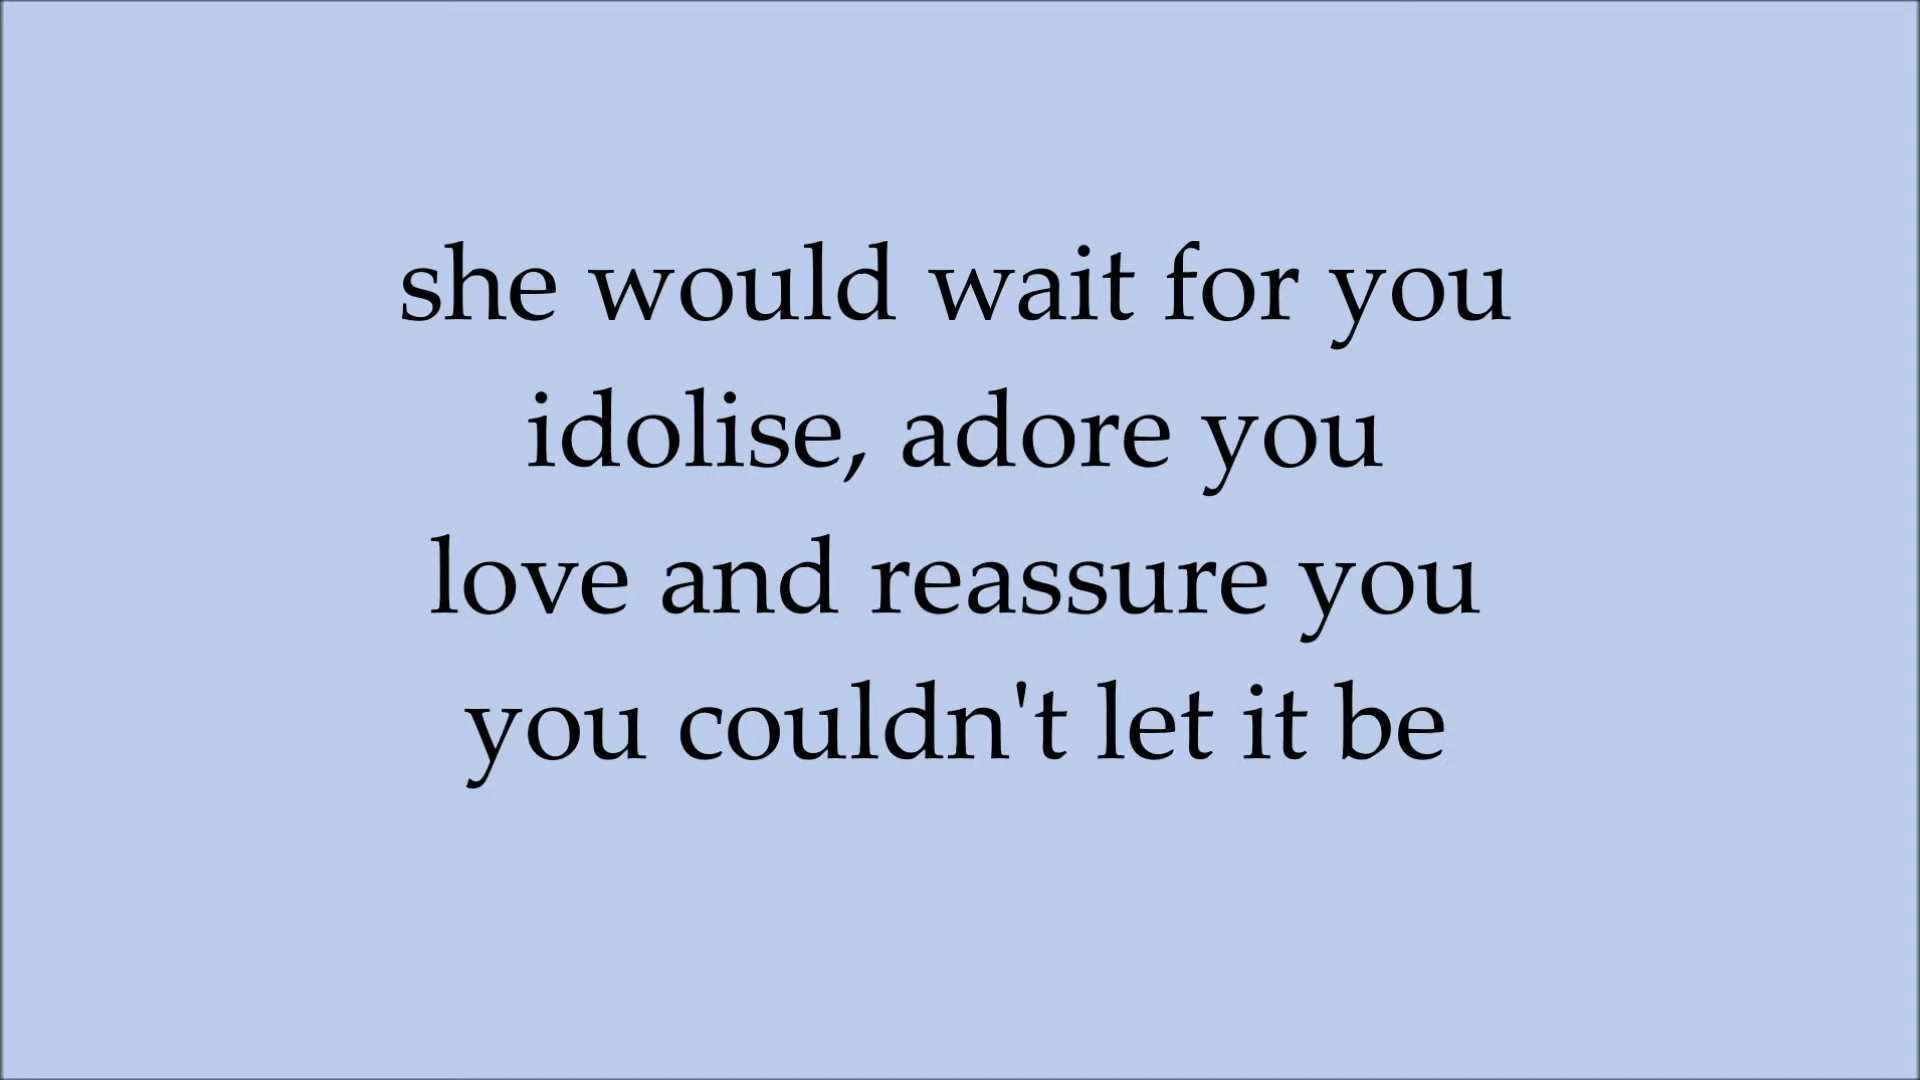 she would wait for you
idolise, adore you
love and reassure you
you couldn't let it be